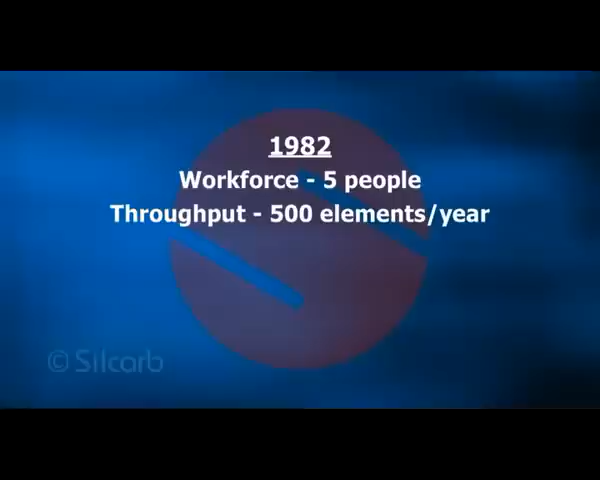 1982
Workforce - 5 people
Throughput - 500 elements/year
© Silcarb